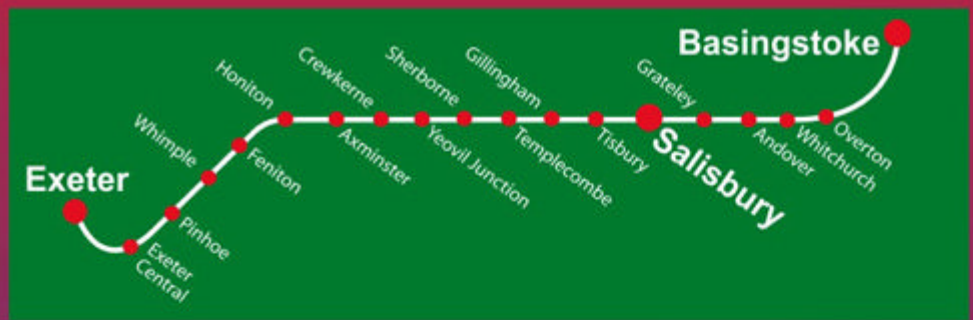 Exeter
Exeter
Central
Pinhoe
Whimple
Feniton
Honiton
Axminster
Crewkerne
Yeovil Junction
Sherborne
Templecombe
Gillingham
Tisbury
Salisbury
Grateley
Andover
Whitchurch
Overton
Basingstoke